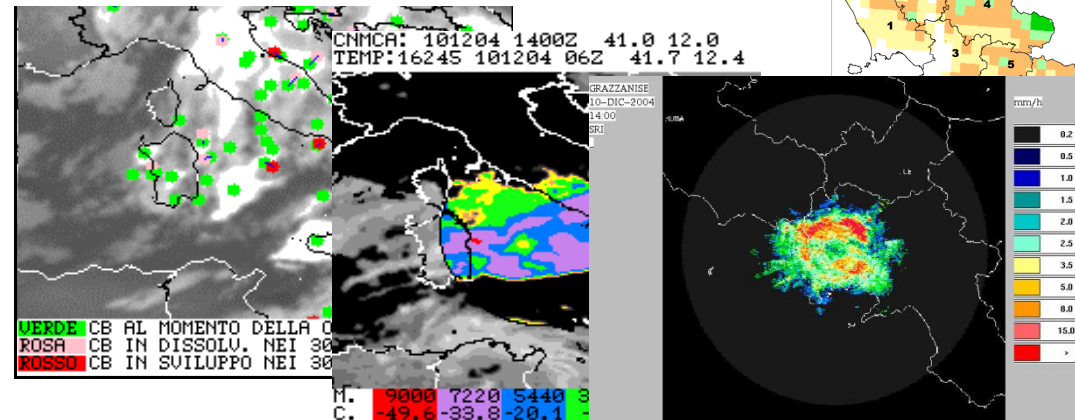 VERDE CB AL MOMENTO DELLA
ROSA CB IN DISSOLV. NEI 30
ROSSO CB IN SVILUPPO NEI 30
CNMCA: 101204 1400Z 41.0 12.0
TEMP:16245 101204 06Z 41.7 12.4
M. 9000 7220 5440 3
C. -49.6 -33.8 -20.1 -
GRAZZANISE
10-DIC-2004
14:00
SRI
1
4
3
5
mm/h
0.2
0.5
1.0
1.5
2.0
2.5
3.5
5.0
8.0
15.0
>